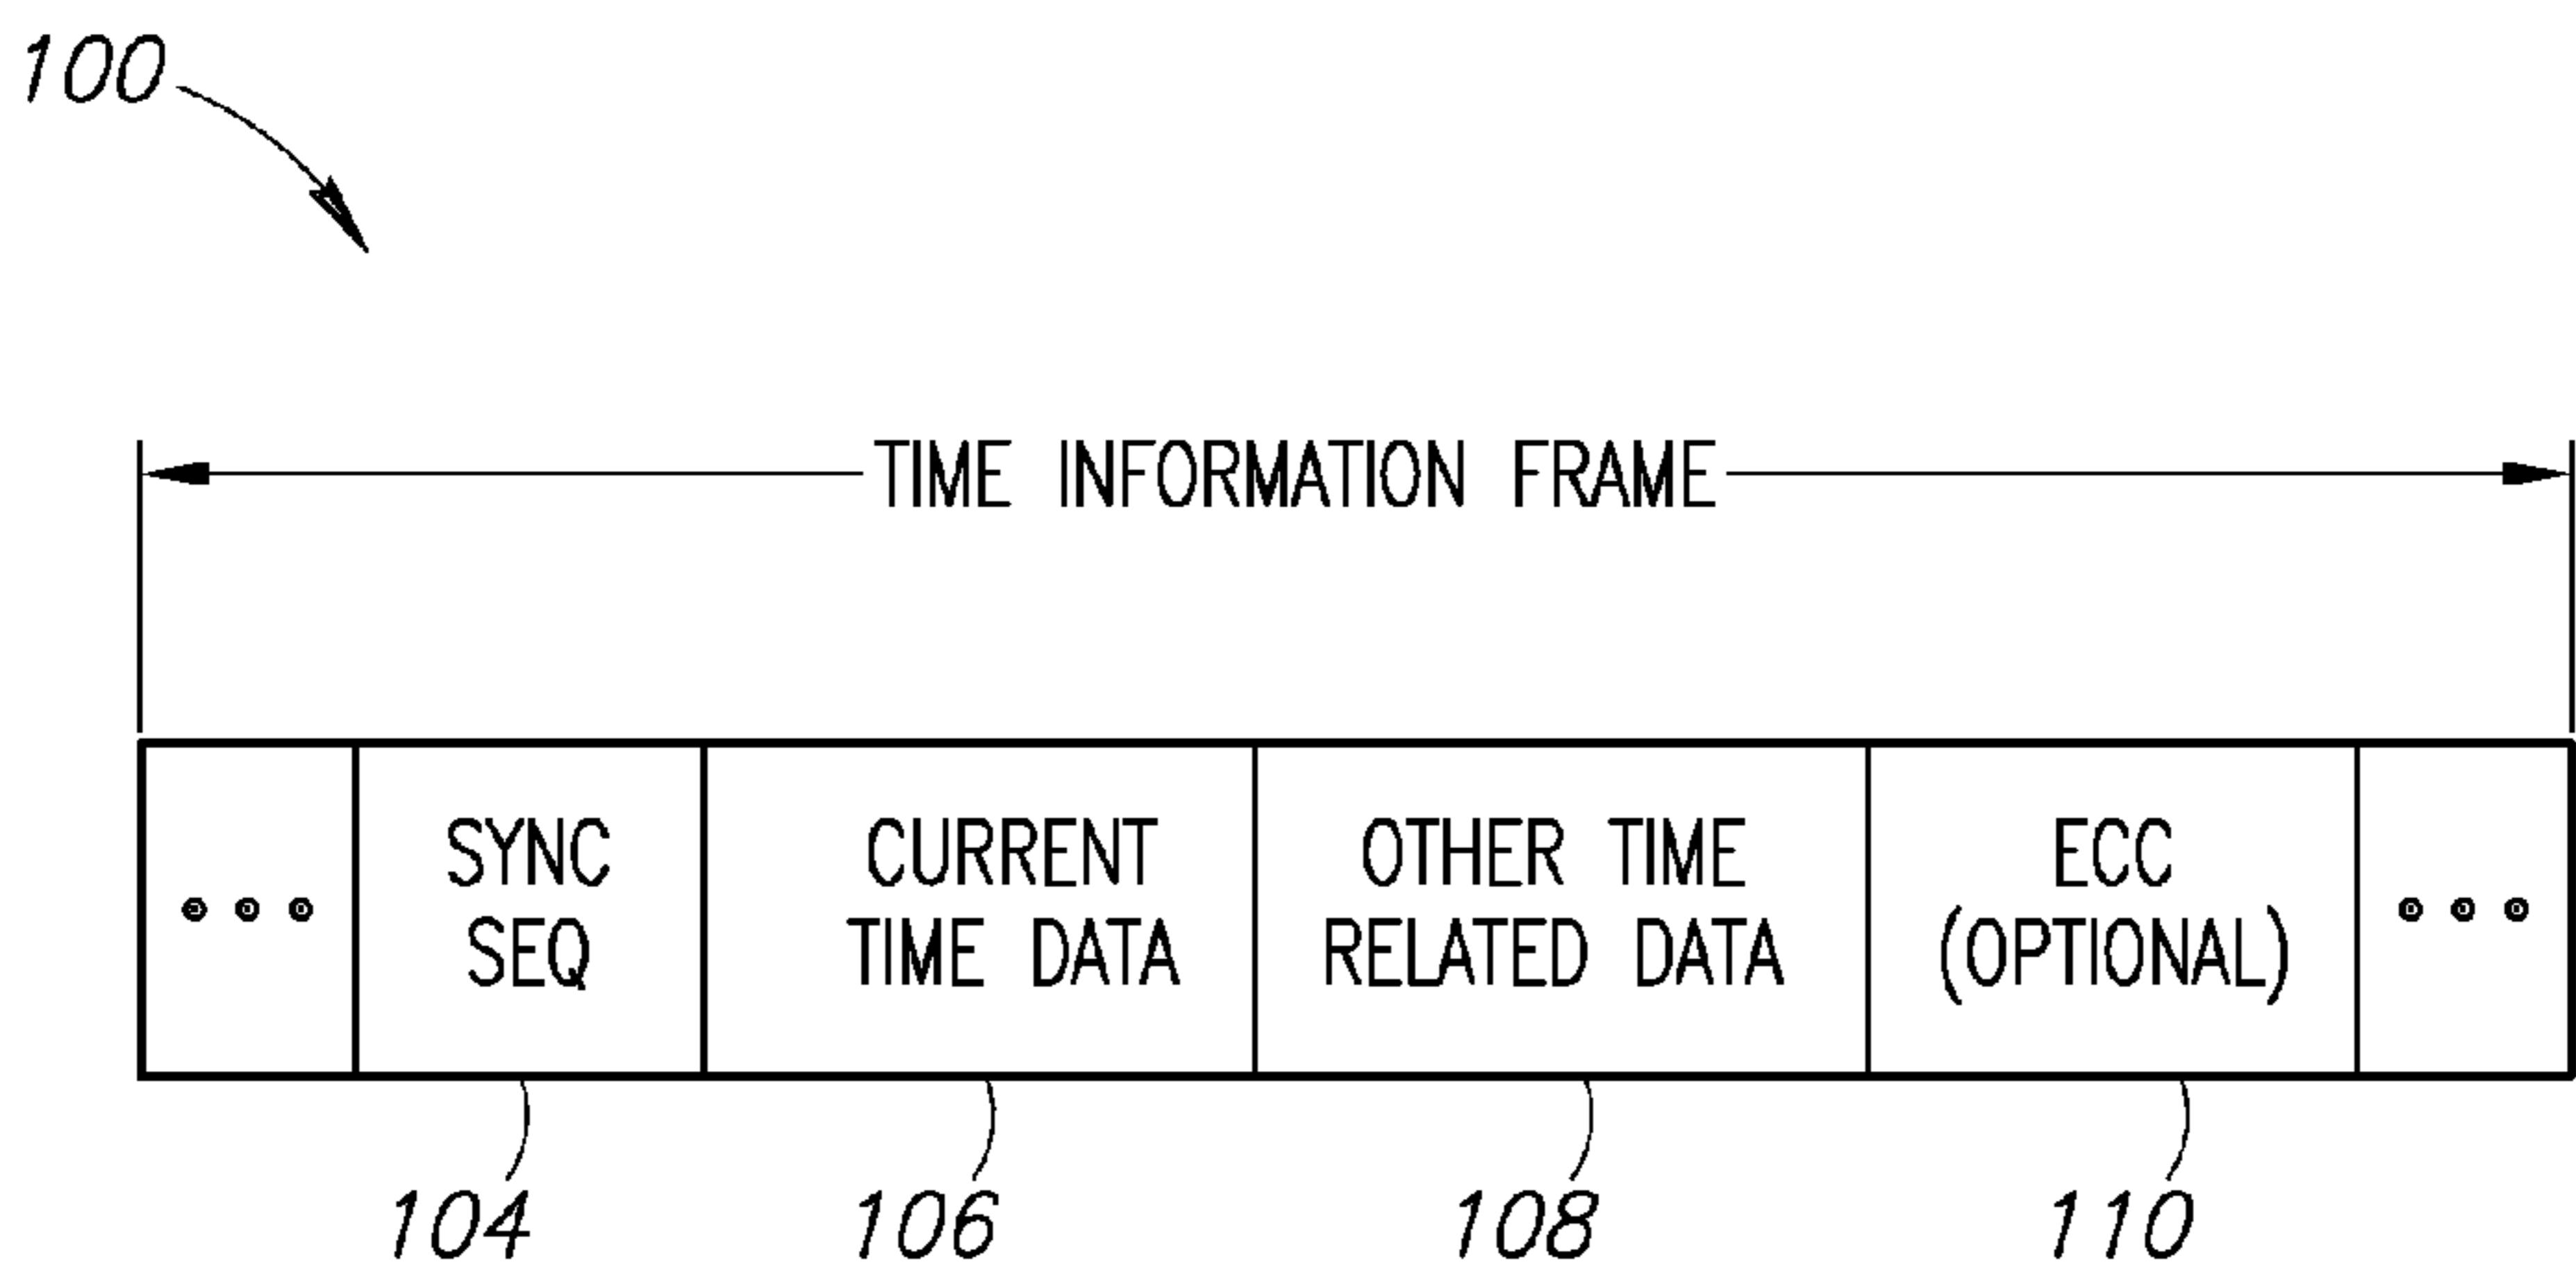 100
TIME INFORMATION FRAME
SYNC
SEQ
CURRENT
TIME DATA
OTHER TIME
RELATED DATA
ECC
(OPTIONAL)
104
106
108
110